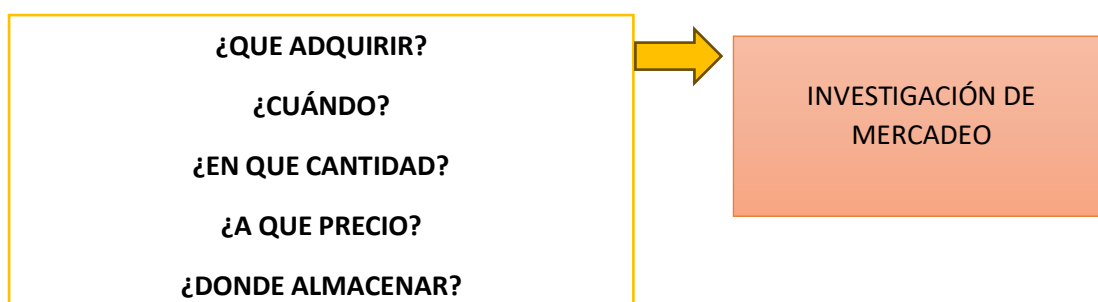 ¿QUE ADQUIRIR?
¿CUÁNDO?
¿EN QUE CANTIDAD?
¿A QUE PRECIO?
¿DONDE ALMACENAR?
INVESTIGACIÓN DE
MERCADEO